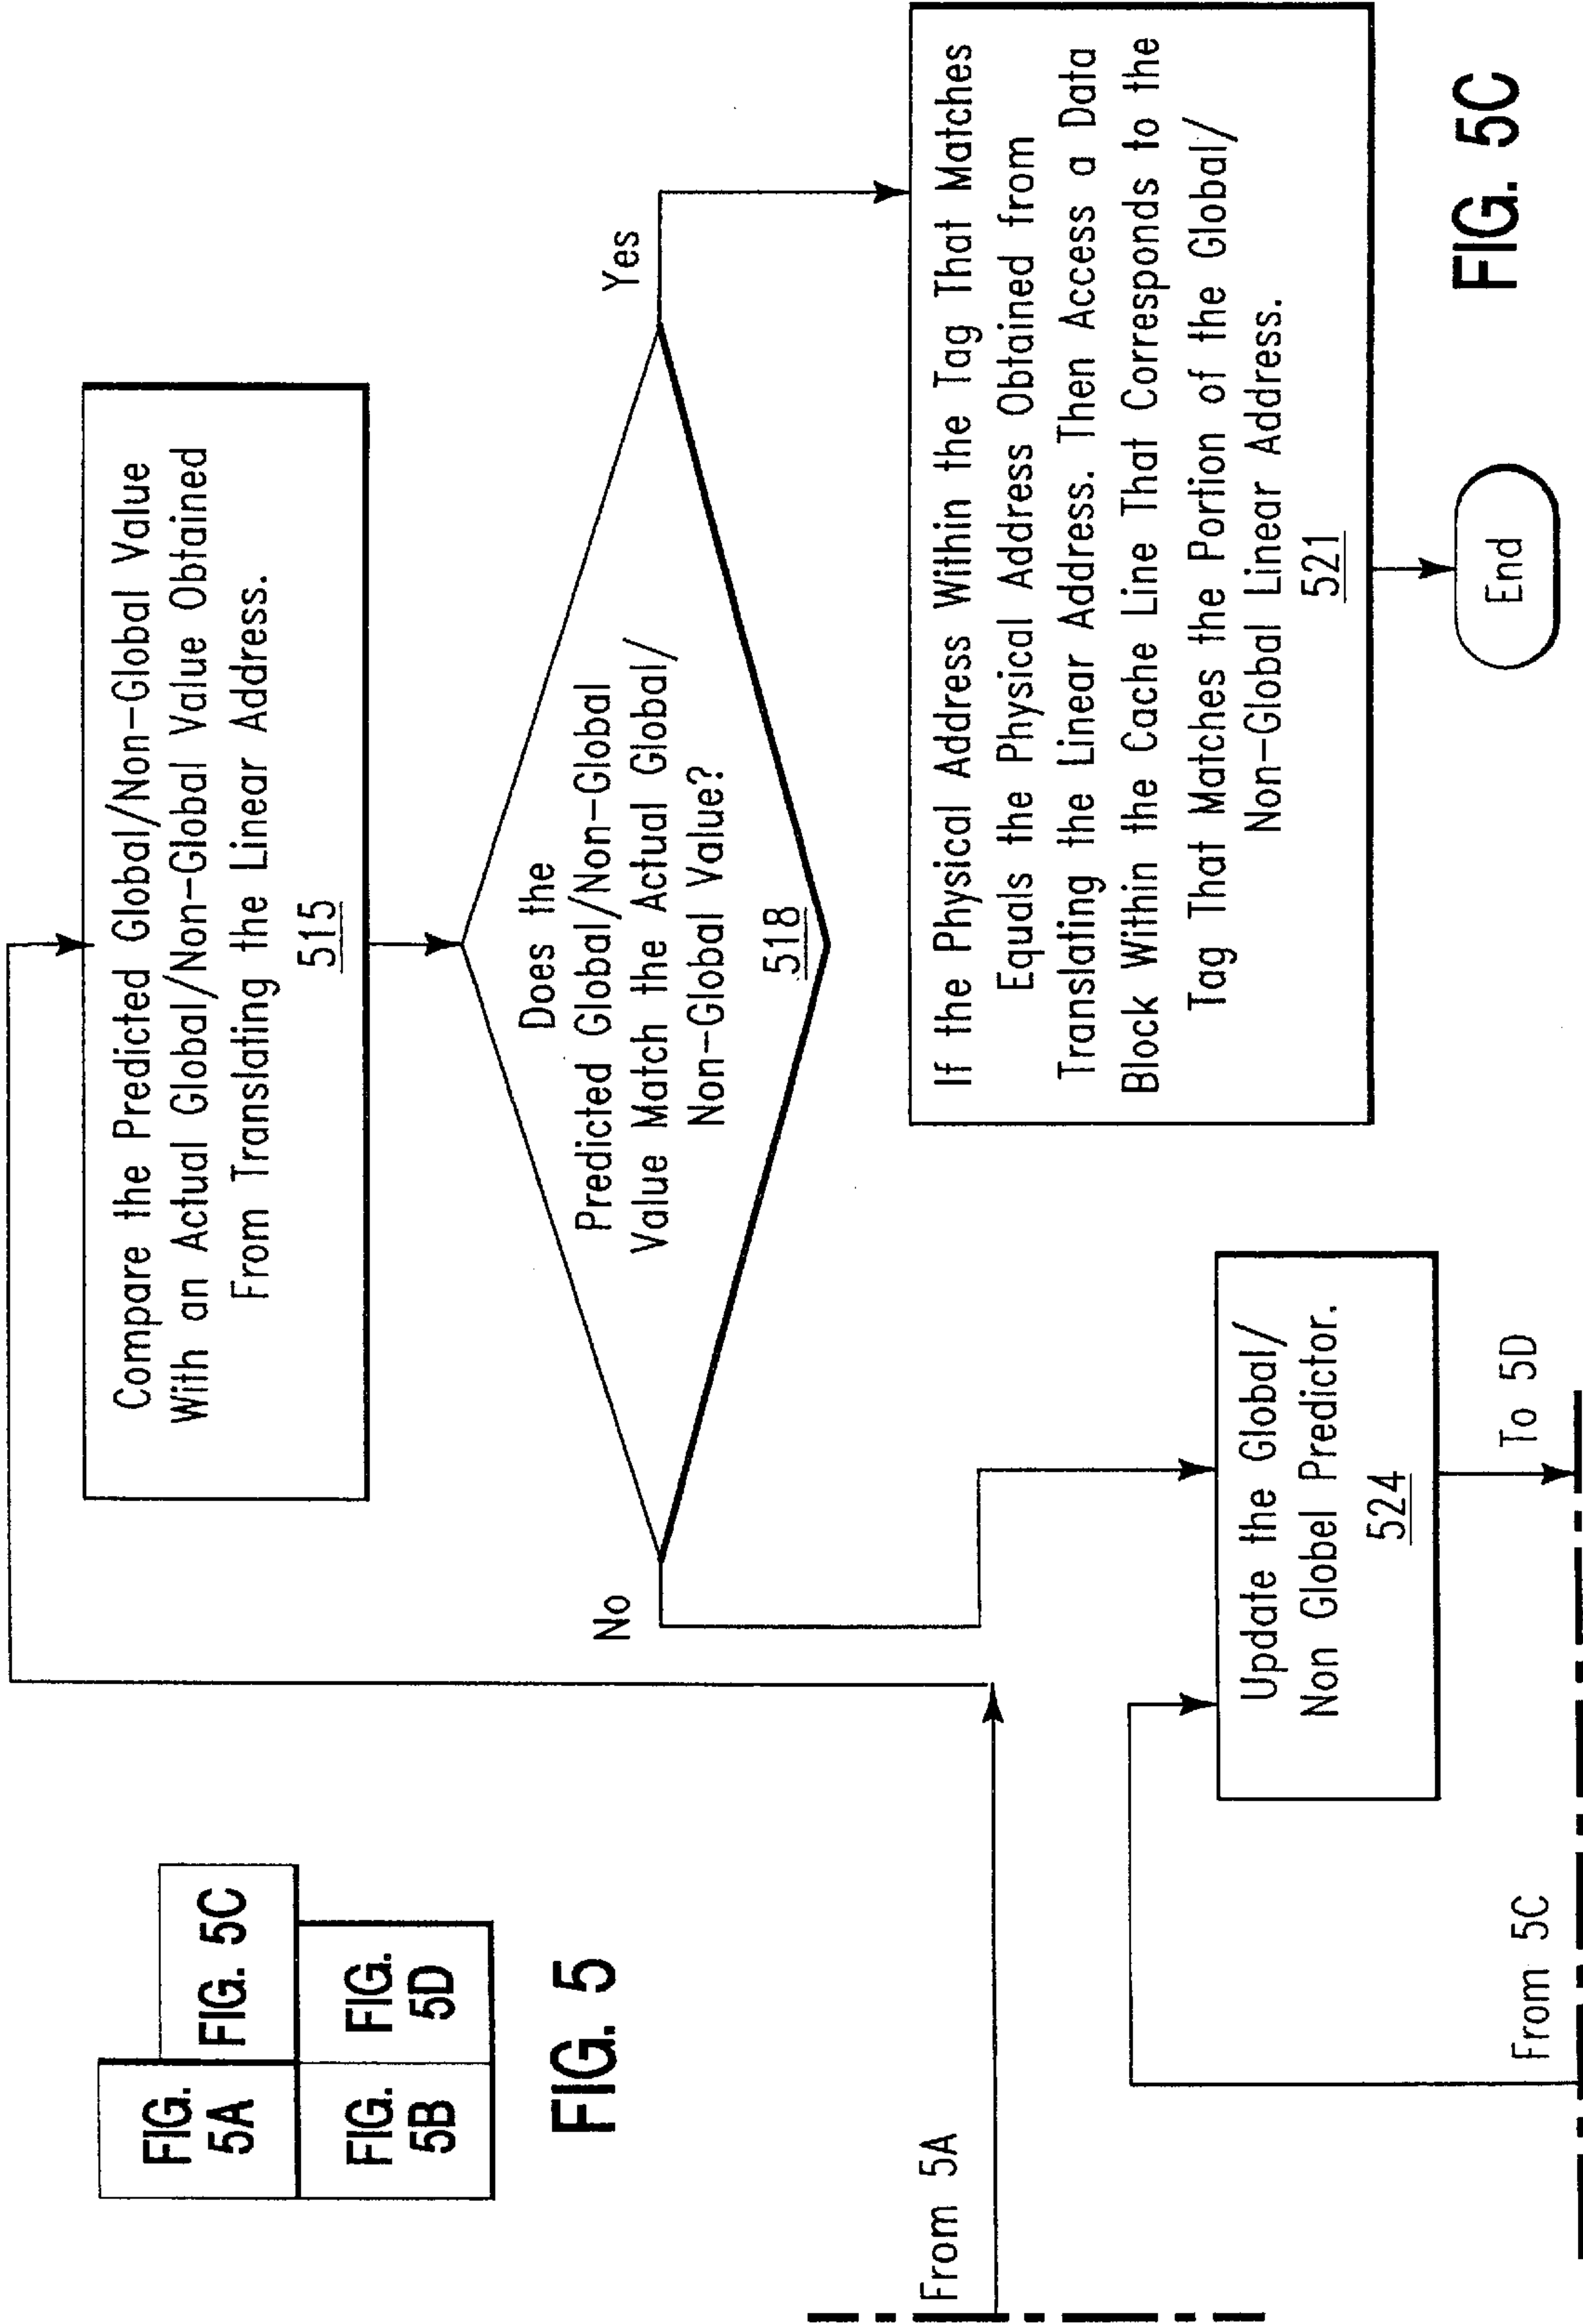 FIG.
5A
FIG. 5C
FIG.
5B
FIG.
5D
FIG. 5
From 5A
Compare the Predicted Global/Non-Global Value
With an Actual Global/Non-Global Value Obtained
From Translating the Linear Address.
515
Does the
Predicted Global/Non-Global
Value Match the Actual Global/
Non-Global Value?
518
No
Yes
If the Physical Address Within the Tag That Matches
Equals the Physical Address Obtained from
Translating the Linear Address. Then Access a Data
Block Within the Cache Line That Corresponds to the
Tag That Matches the Portion of the Global/
Non-Global Linear Address.
521
End
Update the Global/
Non Globel Predictor.
524
From 5C
To 5D
FIG. 5C